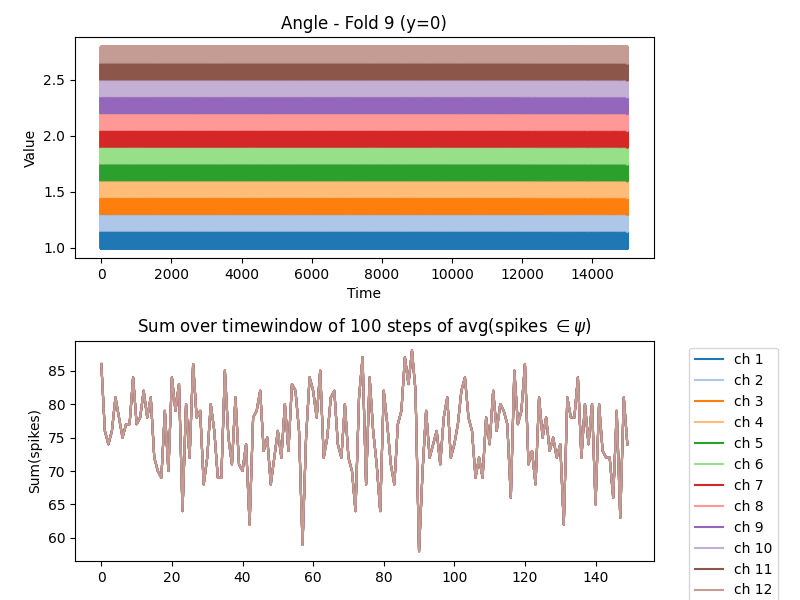 Angle - Fold 9 (y=0)
Value
2.5
2.0
1.5
1.0
0 2000 4000 6000 8000 10000 12000 14000
Time
Sum over timewindow of 100 steps of avg(spikes ∈ ψ)
Sum(spikes)
85
80
75
70
65
60
0 20 40 60 80 100 120 140
ch 1
ch 2
ch 3
ch 4
ch 5
ch 6
ch 7
ch 8
ch 9
ch 10
ch 11
ch 12